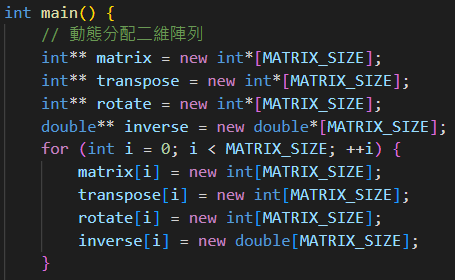 int main() {
    // 動態分配二維陣列
    int** matrix = new int*[MATRIX_SIZE];
    int** transpose = new int*[MATRIX_SIZE];
    int** rotate = new int*[MATRIX_SIZE];
    double** inverse = new double*[MATRIX_SIZE];
    for (int i = 0; i < MATRIX_SIZE; ++i) {
        matrix[i] = new int[MATRIX_SIZE];
        transpose[i] = new int[MATRIX_SIZE];
        rotate[i] = new int[MATRIX_SIZE];
        inverse[i] = new double[MATRIX_SIZE];
    }